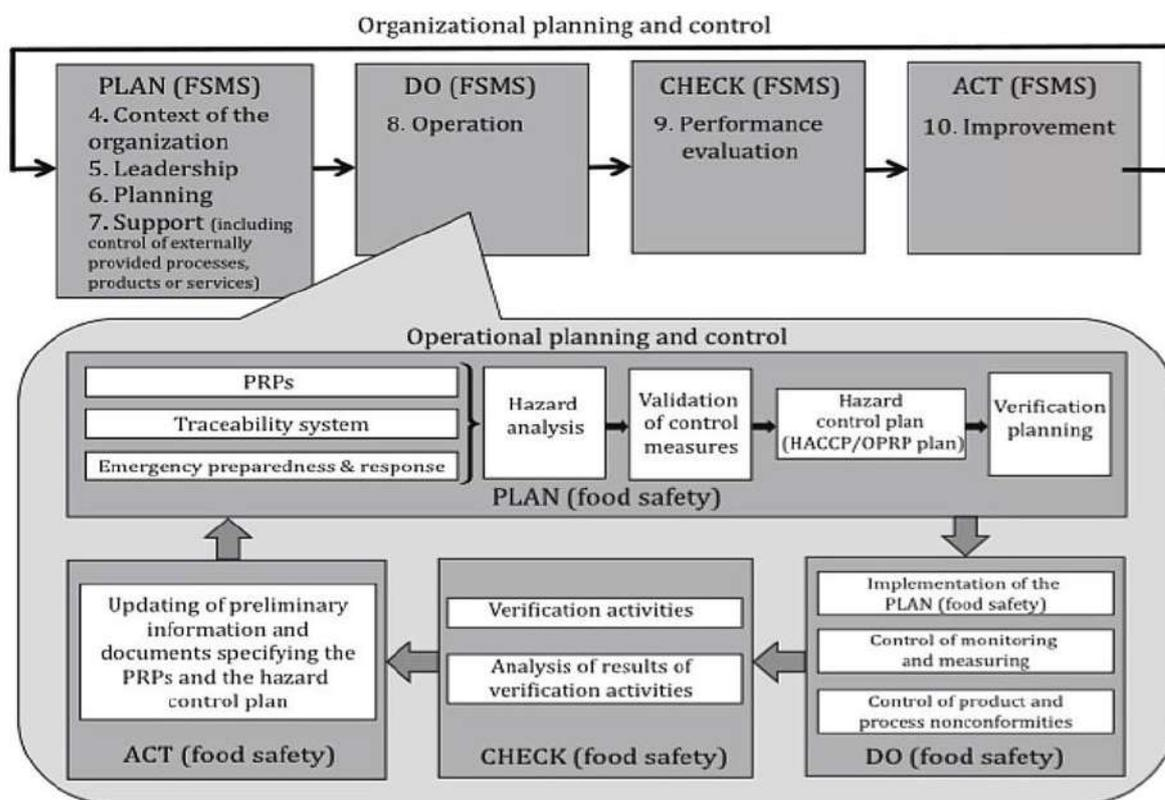 Organizational planning and control
PLAN (FSMS)
4. Context of the
organization
5. Leadership
6. Planning
7. Support (including
control of externally
provided processes,
products or services)
DO (FSMS)
8. Operation
CHECK (FSMS)
9. Performance
evaluation
ACT (FSMS)
10. Improvement
Operational planning and control
PRPs
Traceability system
Emergency preparedness & response
Hazard
analysis
Validation
of control
measures
Hazard
control plan
(HACCP/OPRP plan)
Verification
planning
PLAN (food safety)
Updating of preliminary
information and
documents specifying the
PRPs and the hazard
control plan
ACT (food safety)
Verification activities
Analysis of results of
verification activities
CHECK (food safety)
Implementation of the
PLAN (food safety)
Control of monitoring
and measuring
Control of product and
process nonconformities
DO (food safety)